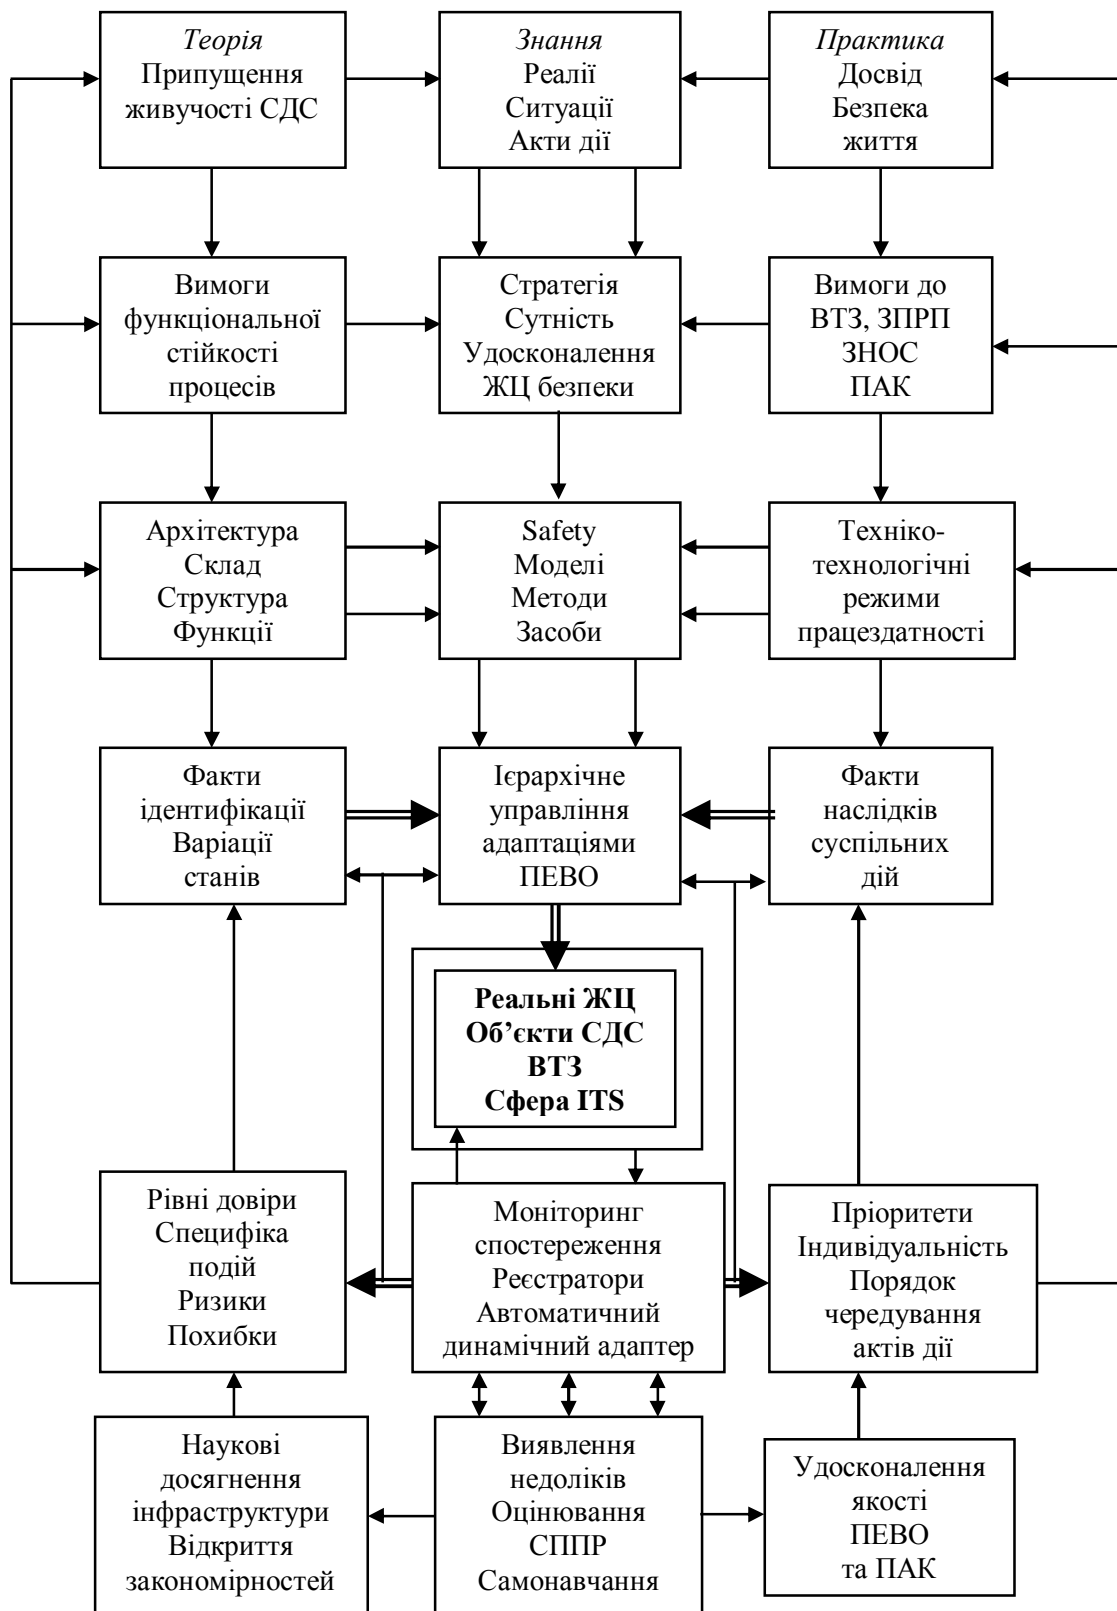 Теорія
Припущення
живучості СДС
Знання
Реалії
Ситуації
Акти дії
Практика
Досвід
Безпека
життя
Вимоги
функціональної
стійкості
процесів
Стратегія
Сутність
Удосконалення
ЖЦ безпеки
Вимоги до
ВТЗ, ЗПРП
ЗНОС
ПАК
Архітектура
Склад
Структура
Функції
Safety
Моделі
Методи
Засоби
Техніко-
технологічні
режими
працездатності
Факти
ідентифікації
Варіації
станів
Ієрархічне
управління
адаптаціями
ПЕВО
Факти
наслідків
суспільних
дій
Реальні ЖЦ
Об’єкти СДС
ВТЗ
Сфера ITS
Рівні довіри
Специфіка
подій
Ризики
Похибки
Моніторинг
спостереження
Реєстратори
Автоматичний
динамічний адаптер
Пріоритети
Індивідуальність
Порядок
чередування
актів дії
Наукові
досягнення
інфраструктури
Відкриття
закономірностей
Виявлення
недоліків
Оцінювання
СППР
Самонавчання
Удосконалення
якості
ПЕВО
та ПАК